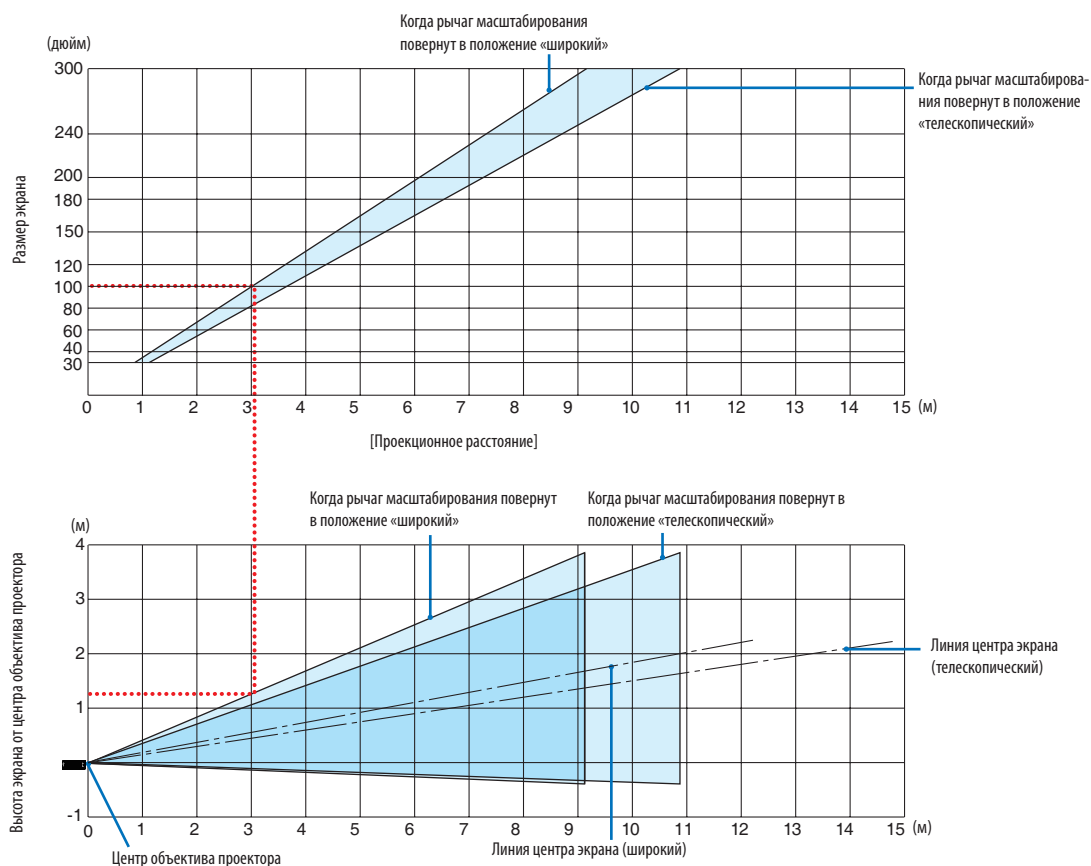 Когда рычаг масштабирования
повернут в положение «широкий»
(дюйм)
300
Когда рычаг масштабирова-
ния повернут в положение
«телескопический»
240
200
180
150
120
100
80
60
40
30
Размер экрана
0 1 2 3 4 5 6 7 8 9 10 11 12 13 14 15 (м)
[Проекционное расстояние]
Когда рычаг масштабирования повернут
в положение «широкий»
Когда рычаг масштабирования повернут в
положение «телескопический»
(м)
4
3
2
1
-1
Высота экрана от центра объектива проектора
Линия центра экрана
(телескопический)
0 1 2 3 4 5 6 7 8 9 10 11 12 13 14 15 (м)
Центр объектива проектора
Линия центра экрана (широкий)